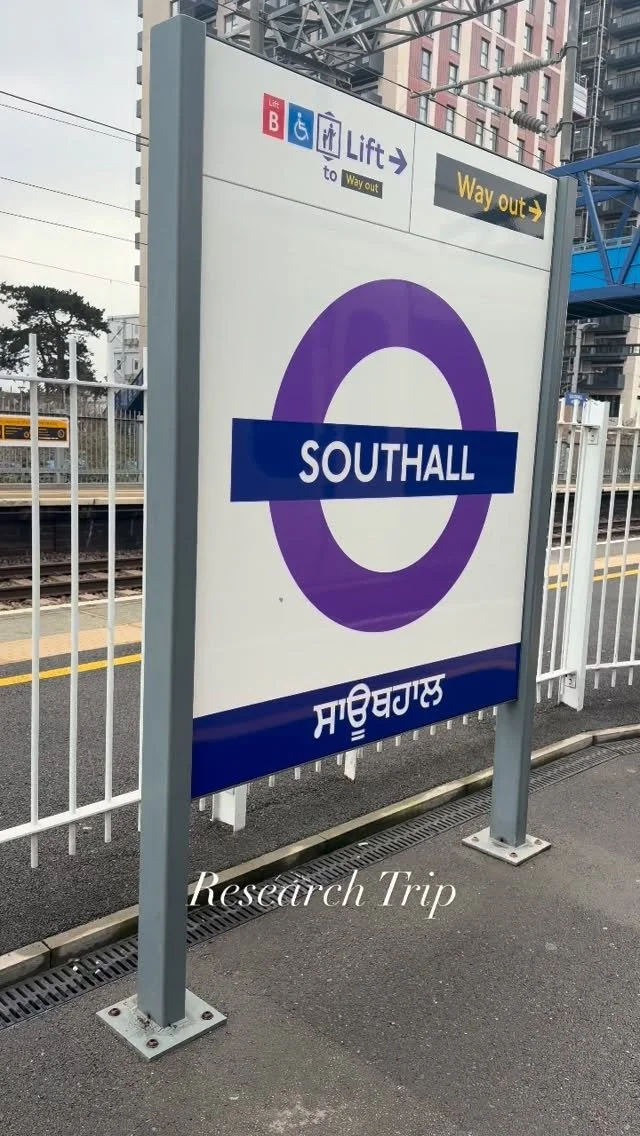 Lift
B
Lift →
to Way out
Way out →
SOUTHALL
ਸਾਊਥਹਾਲ
Research Trip